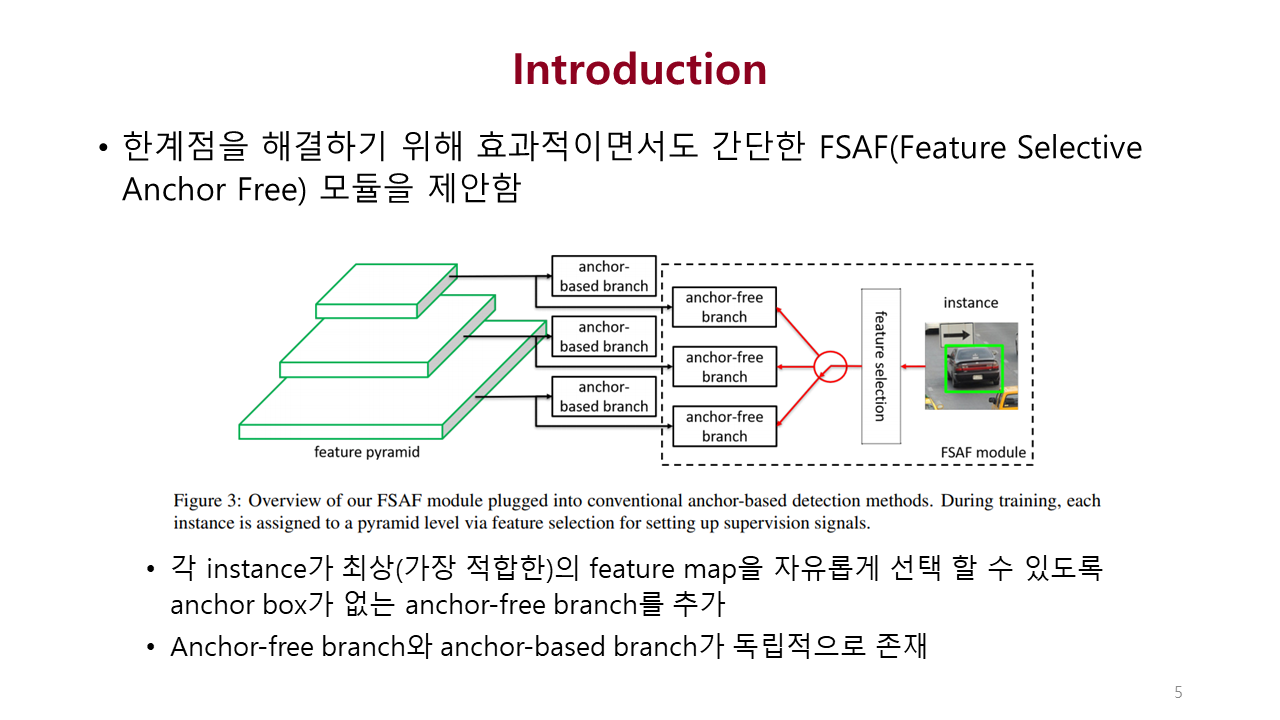 Introduction
• 한계점을 해결하기 위해 효과적이면서도 간단한 FSAF(Feature Selective
Anchor Free) 모듈을 제안함
anchor-
based branch
anchor-free
branch
anchor-
based branch
anchor-free
branch
anchor-
based branch
anchor-free
branch
feature selection
instance
feature pyramid
FSAF module
Figure 3: Overview of our FSAF module plugged into conventional anchor-based detection methods. During training, each
instance is assigned to a pyramid level via feature selection for setting up supervision signals.
• 각 instance가 최상(가장 적합한)의 feature map을 자유롭게 선택 할 수 있도록
anchor box가 없는 anchor-free branch를 추가
• Anchor-free branch와 anchor-based branch가 독립적으로 존재
5